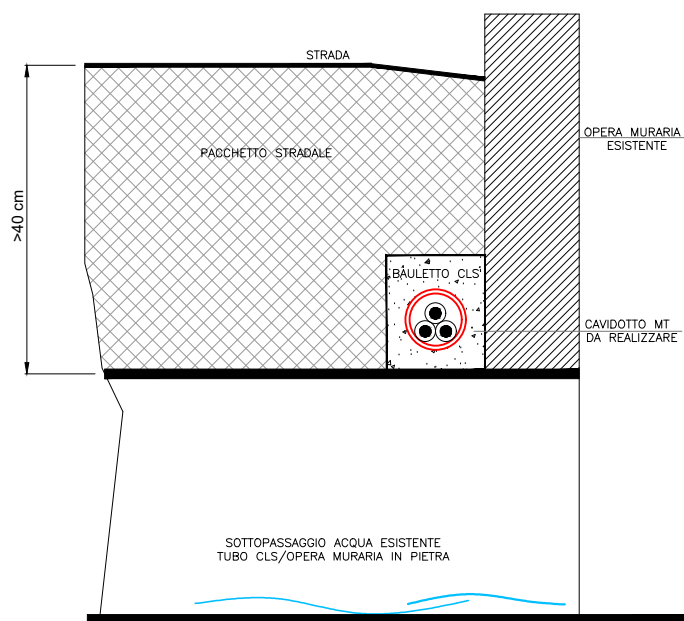 STRADA
PACCHETTO STRADALE
OPERA MURARIA
ESISTENTE
>40 cm
BAULETTO CLS
CAVIDOTTO MT
DA REALIZZARE
SOTTOPASSAGGIO ACQUA ESISTENTE
TUBO CLS/OPERA MURARIA IN PIETRA